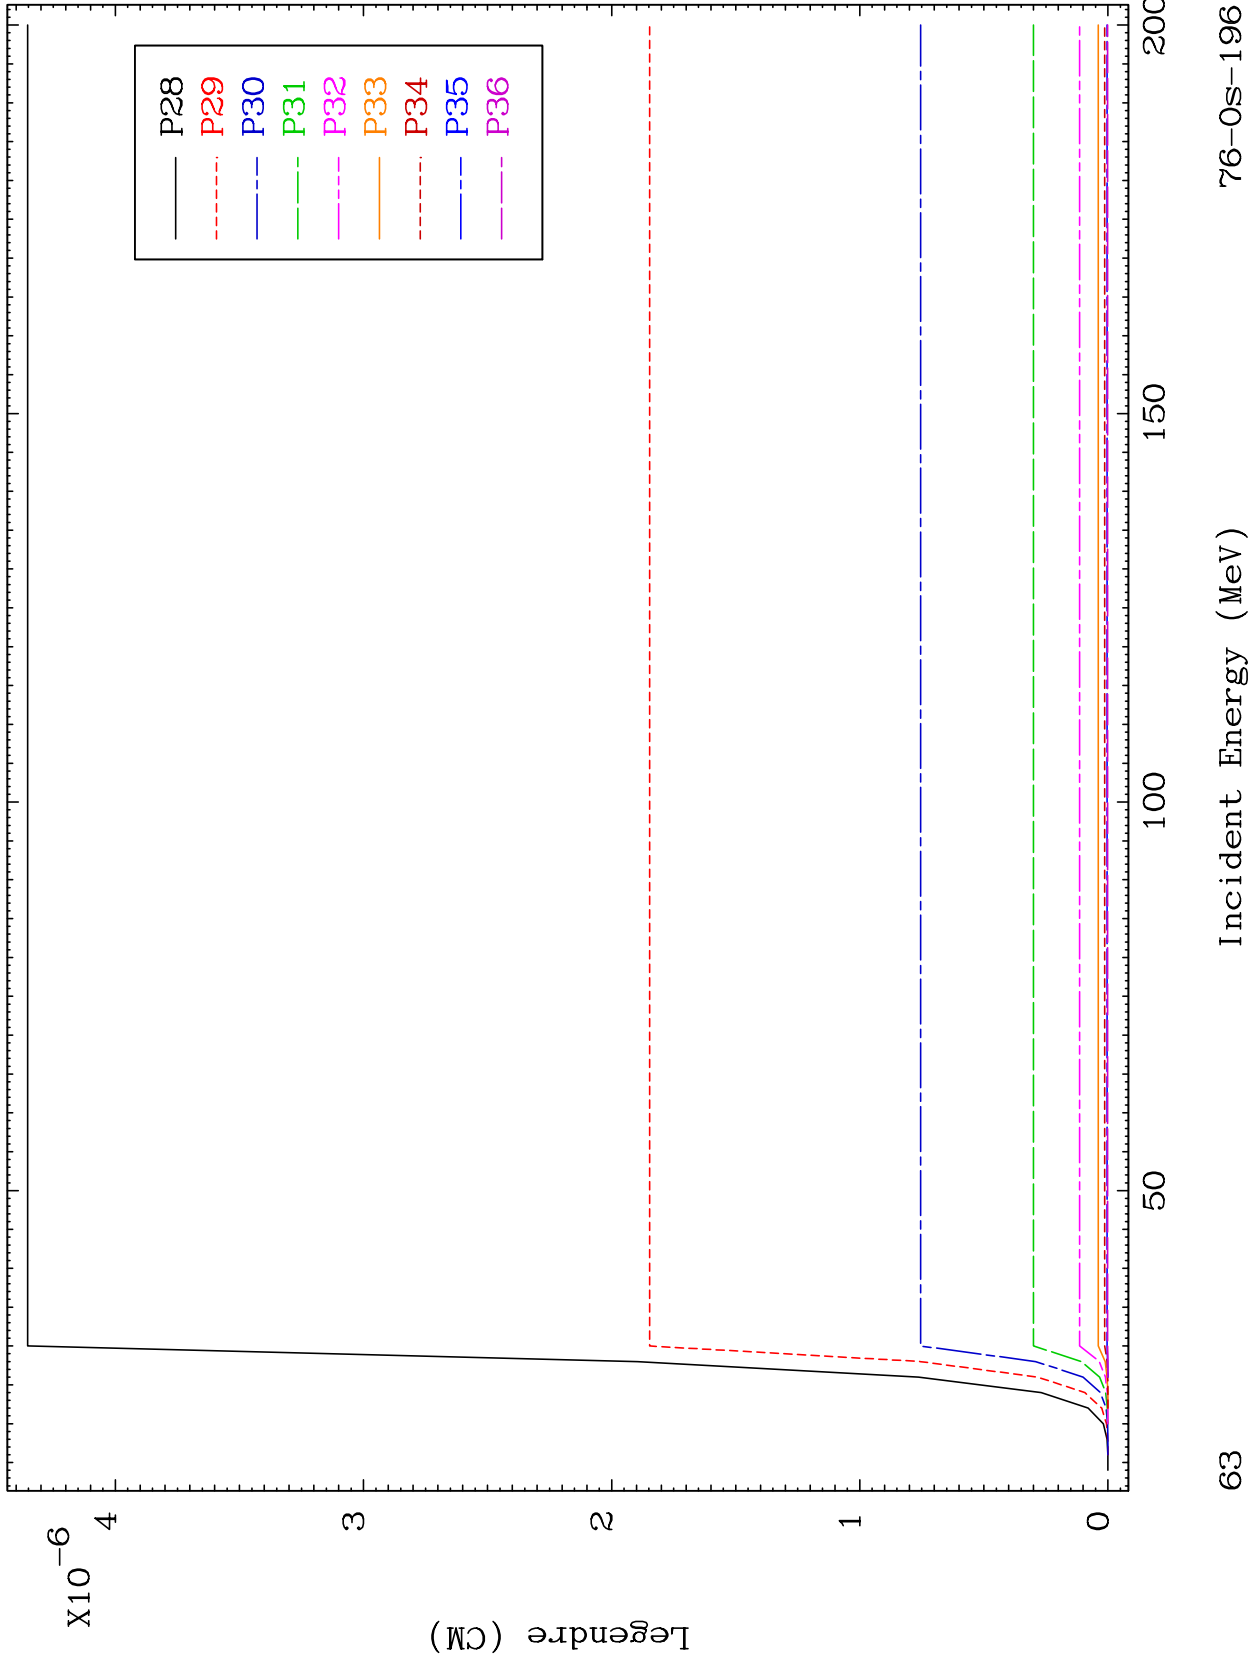 X10-6
4
3
2
1
0
Legendre (CM)
P28
P29
P30
P31
P32
P33
P34
P35
P36
50
100
150
200
Incident Energy (MeV)
63
76-Os-196